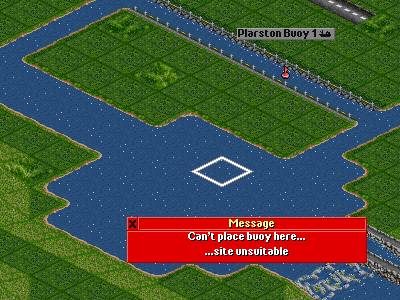 Plarston Buoy 1
X
Message
Can't place buoy here...
...site unsuitable